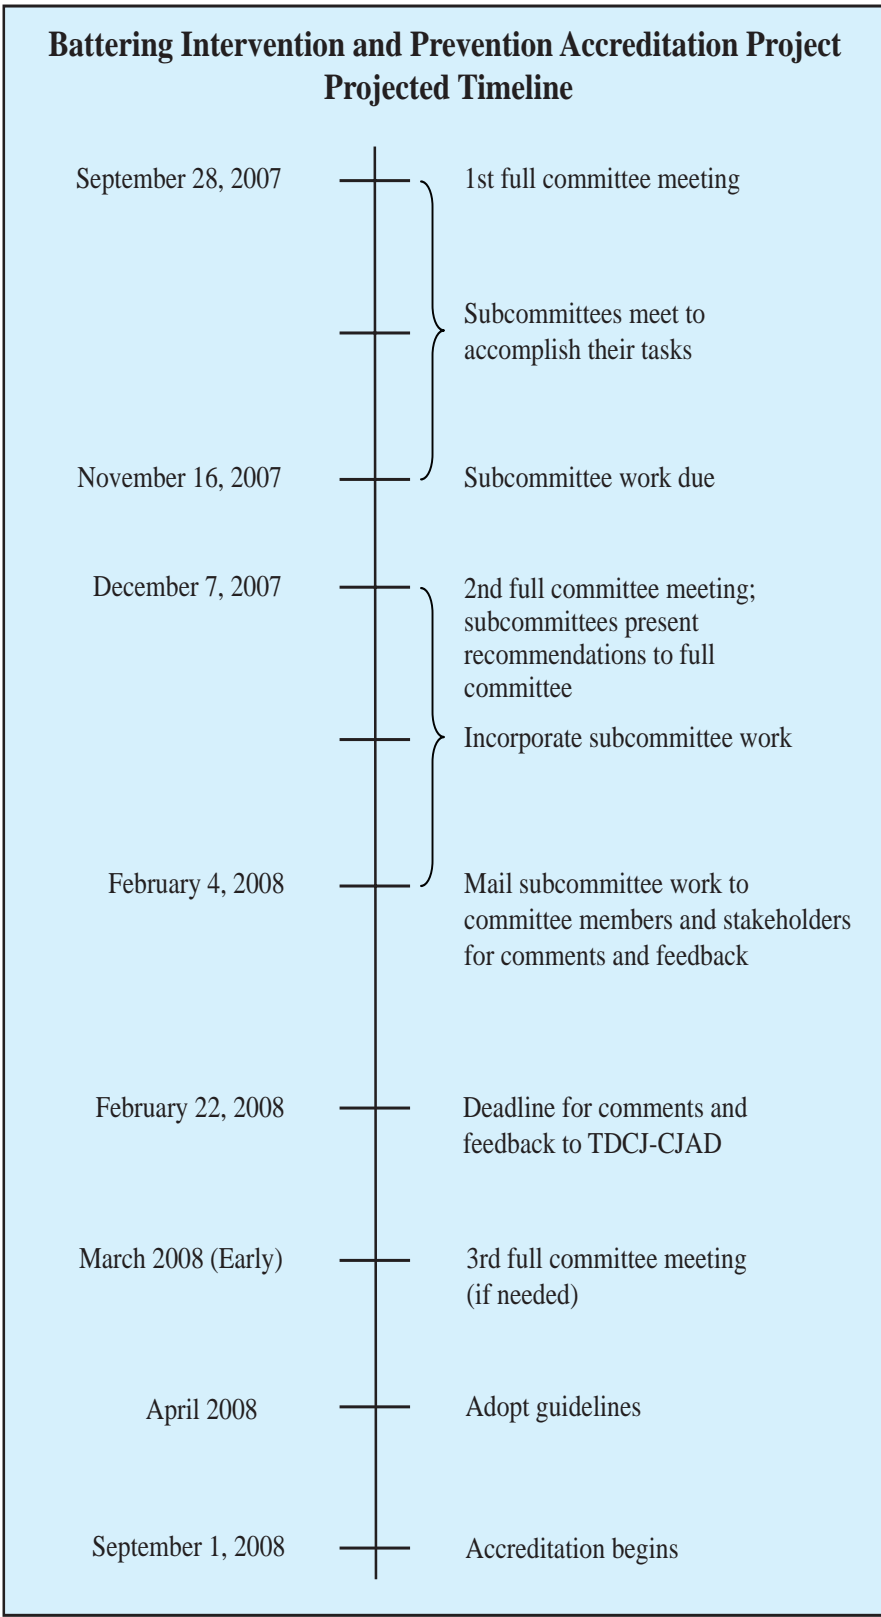 Battering Intervention and Prevention Accreditation Project
Projected Timeline
September 28, 2007
1st full committee meeting
Subcommittees meet to
accomplish their tasks
November 16, 2007
Subcommittee work due
December 7, 2007
2nd full committee meeting;
subcommittees present
recommendations to full
committee
Incorporate subcommittee work
February 4, 2008
Mail subcommittee work to
committee members and stakeholders
for comments and feedback
February 22, 2008
Deadline for comments and
feedback to TDCJ-CJAD
March 2008 (Early)
3rd full committee meeting
(if needed)
April 2008
Adopt guidelines
September 1, 2008
Accreditation begins